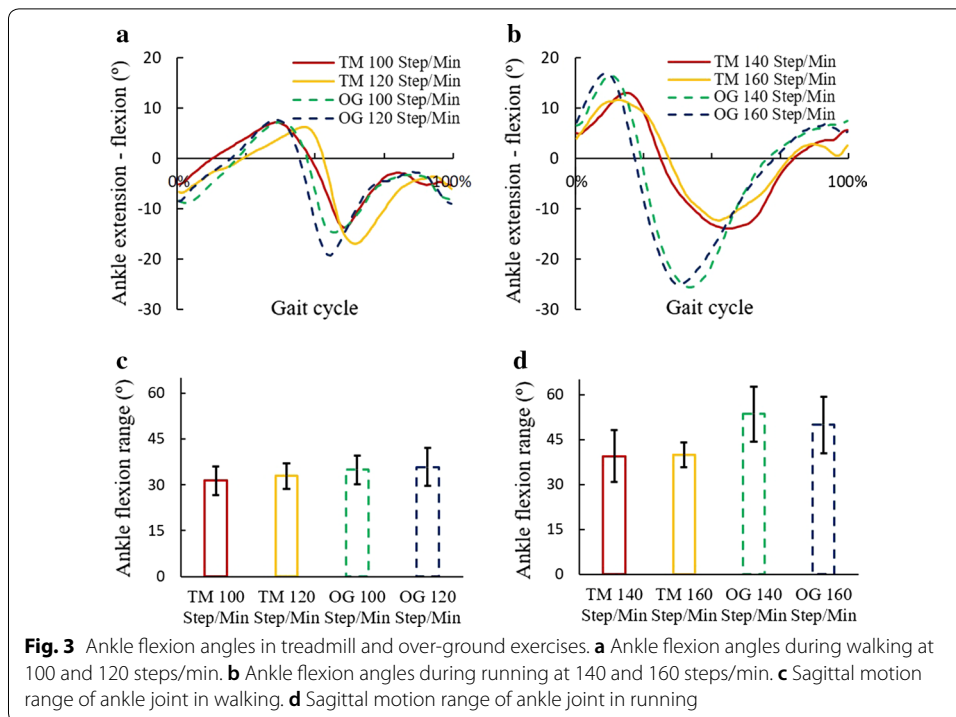 a
20
10
0
-10
-20
-30
Ankle extension - flexion (º)
TM 100 Step/Min
TM 120 Step/Min
OG 100 Step/Min
OG 120 Step/Min
0%
100%
Gait cycle
b
20
10
0
-10
-20
-30
Ankle extension - flexion (º)
TM 140 Step/Min
TM 160 Step/Min
OG 140 Step/Min
OG 160 Step/Min
0%
100%
Gait cycle
c
60
45
30
15
0
Ankle flexion range (º)
TM 100 TM 120 OG 100 OG 120
Step/Min Step/Min Step/Min Step/Min
d
60
45
30
15
0
Ankle flexion range (º)
TM 140 TM 160 OG 140 OG 160
Step/Min Step/Min Step/Min Step/Min
Fig. 3 Ankle flexion angles in treadmill and over-ground exercises. a Ankle flexion angles during walking at
100 and 120 steps/min. b Ankle flexion angles during running at 140 and 160 steps/min. c Sagittal motion
range of ankle joint in walking. d Sagittal motion range of ankle joint in running